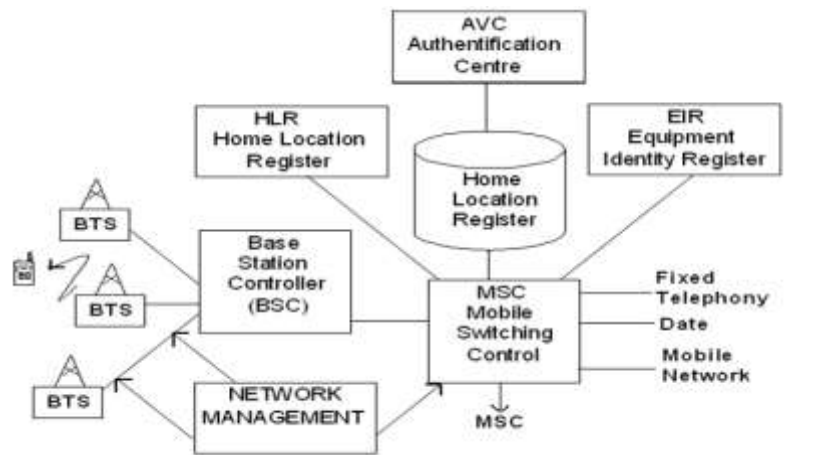 AVC
Authentification
Centre
HLR
Home Location
Register
EIR
Equipment
Identity Register
Home
Location
Register
BTS
Base
Station
Controller
(BSC)
BTS
BTS
MSC
Mobile
Switching
Control
Fixed
Telephony
Date
Mobile
Network
NETWORK
MANAGEMENT
MSC